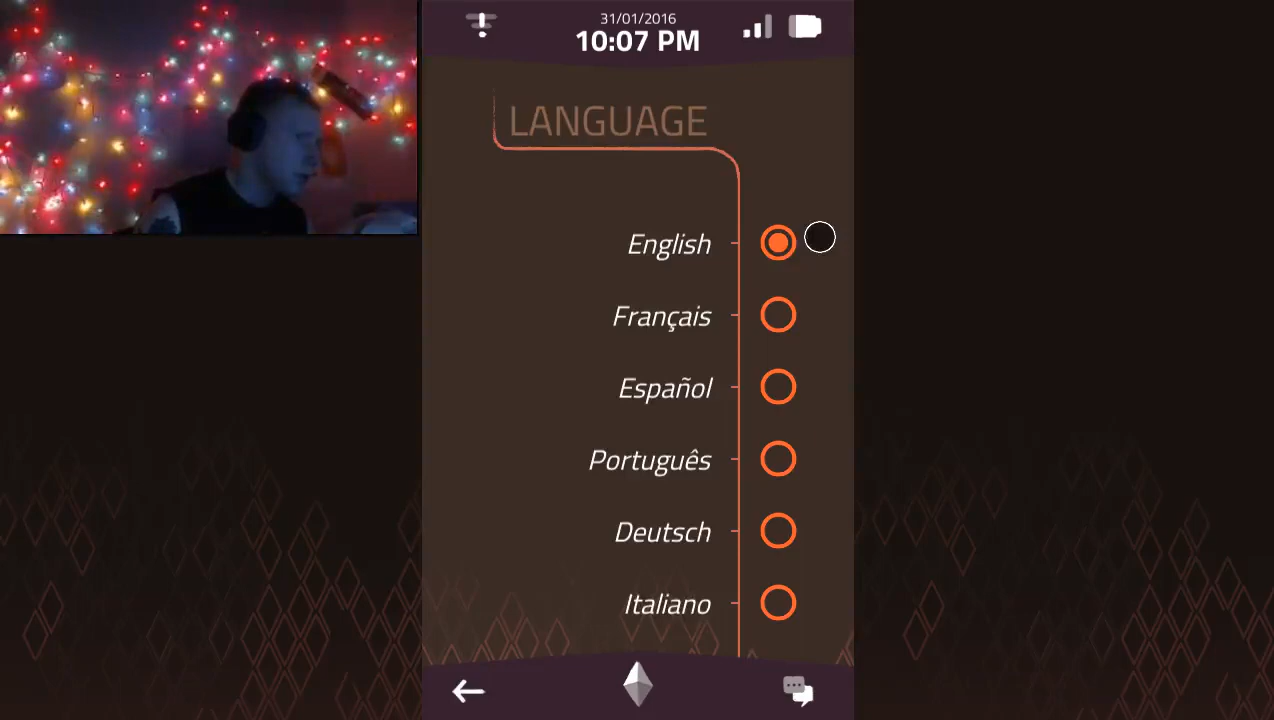 31/01/2016
10:07 PM
LANGUAGE
English
Français
Español
Português
Deutsch
Italiano